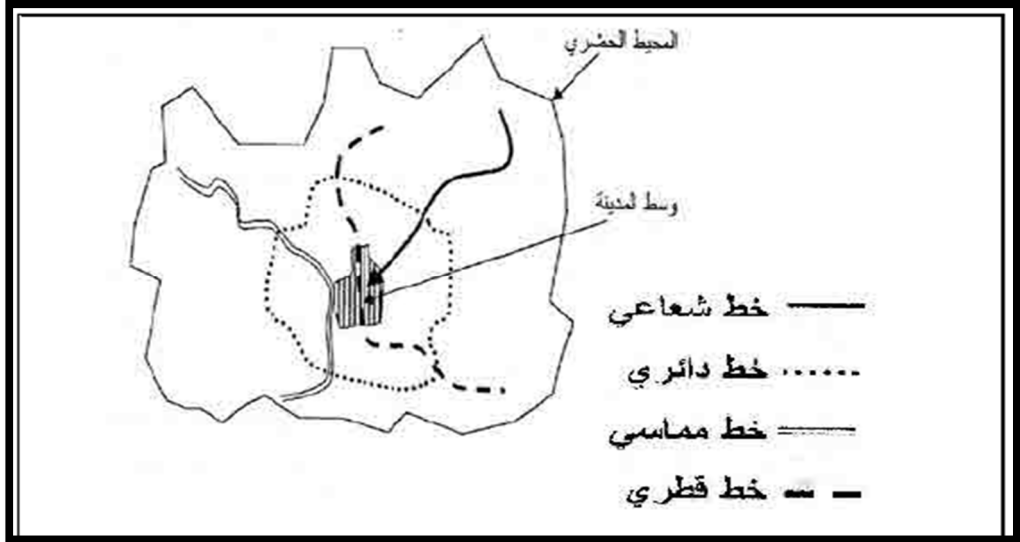 المحيط الحضري
وسط المدينة
خط شعاعي
خط دائري
خط مماسي
خط قطري